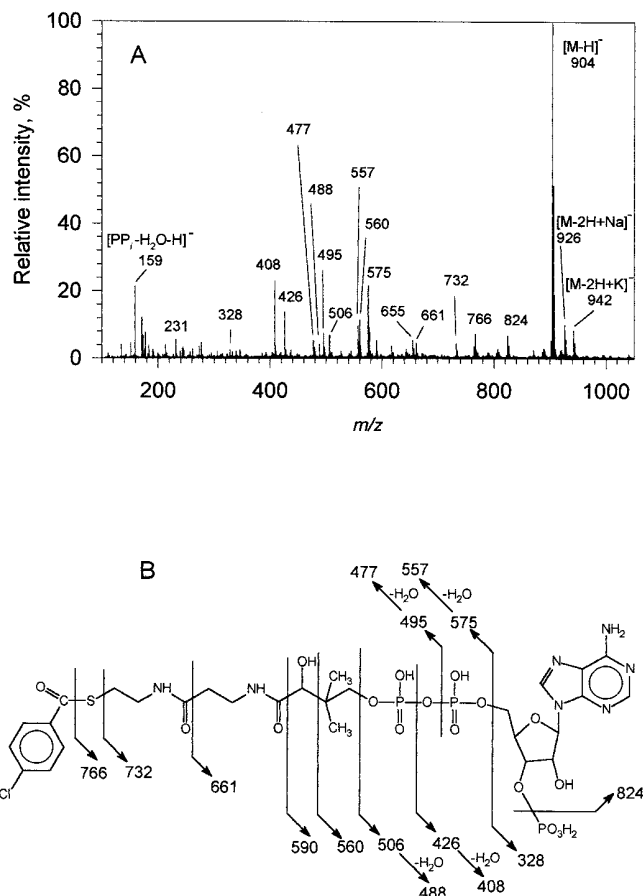 A
Relative intensity, %
100
80
60
40
20
0
200
400
600
800
1000
m/z
[PPi-H2O-H]-
159
231
328
408
426
477
488
495
506
557
560
575
655
661
732
766
824
[M-H]-
904
[M-2H+Na]-
926
[M-2H+K]-
942
B
477
-H2O
495
557
-H2O
575
NH2
N
N
N
N
O
C
S
NH
C
O
NH
C
O
OH
CH3
CH3
O
OH
P
O
O
OH
P
O
O
O
OH
O
PO3H2
Cl
766
732
661
590
560
506
-H2O
488
426
-H2O
408
328
824